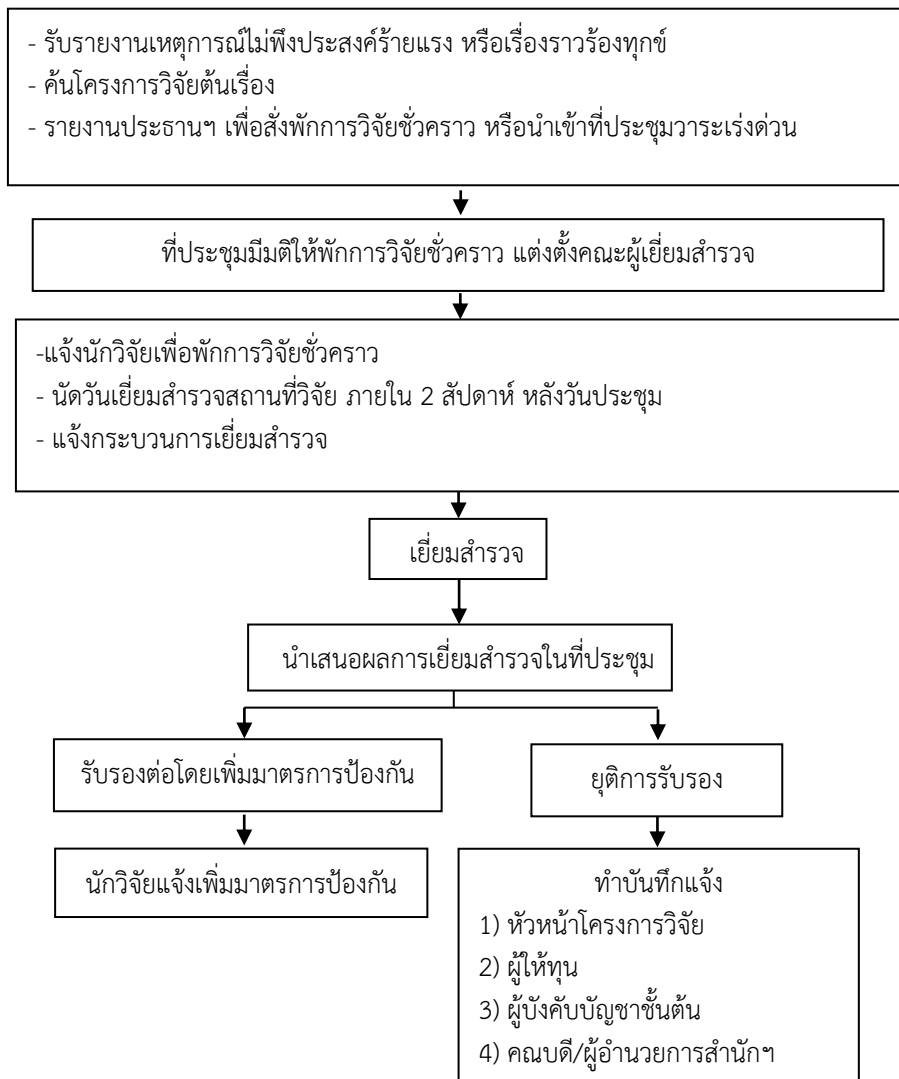 - รับรายงานเหตุการณ์ไม่พึงประสงค์ร้ายแรง หรือเรื่องราวร้องทุกข์
- ค้นโครงการวิจัยต้นเรื่อง
- รายงานประธานฯ เพื่อสั่งพักการวิจัยชั่วคราว หรือนำเข้าที่ประชุมวาระเร่งด่วน
ที่ประชุมมีมติให้พักการวิจัยชั่วคราว แต่งตั้งคณะผู้เยี่ยมสำรวจ
-แจ้งนักวิจัยเพื่อพักการวิจัยชั่วคราว
- นัดวันเยี่ยมสำรวจสถานที่วิจัย ภายใน 2 สัปดาห์ หลังวันประชุม
- แจ้งกระบวนการเยี่ยมสำรวจ
เยี่ยมสำรวจ
นำเสนอผลการเยี่ยมสำรวจในที่ประชุม
รับรองต่อโดยเพิ่มมาตรการป้องกัน
ยุติการรับรอง
นักวิจัยแจ้งเพิ่มมาตรการป้องกัน
ทำบันทึกแจ้ง
1) หัวหน้าโครงการวิจัย
2) ผู้ให้ทุน
3) ผู้บังคับบัญชาชั้นต้น
4) คณบดี/ผู้อำนวยการสำนักฯ